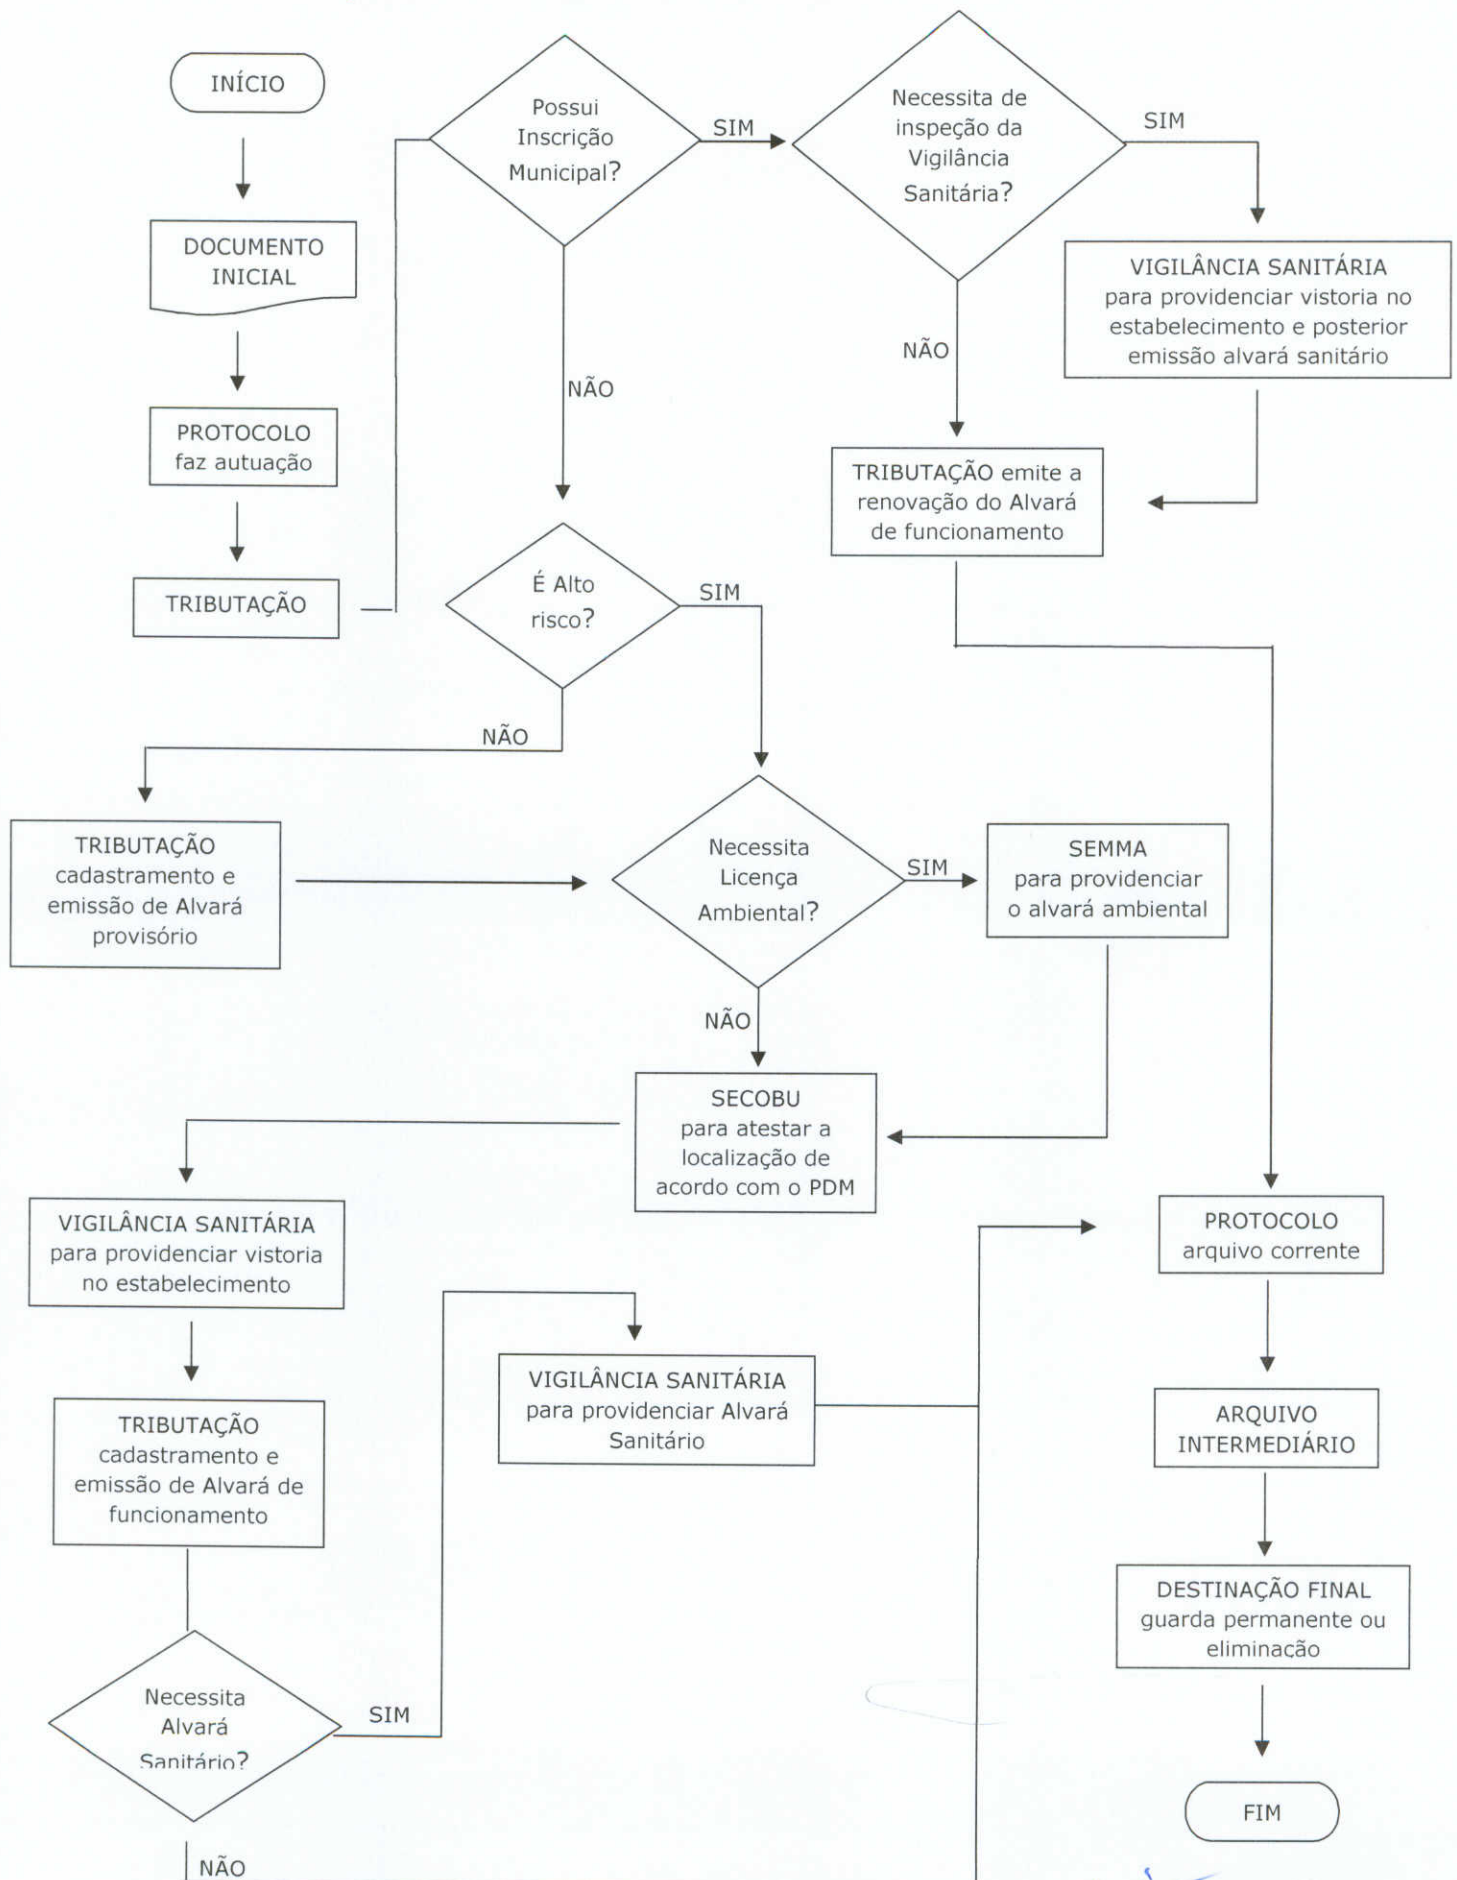 INÍCIO
DOCUMENTO
INICIAL
PROTOCOLO
faz autuação
TRIBUTAÇÃO
Possui
Inscrição
Municipal?
SIM
NÃO
Necessita de
inspeção da
Vigilância
Sanitária?
SIM
NÃO
VIGILÂNCIA SANITÁRIA
para providenciar vistoria no
estabelecimento e posterior
emissão alvará sanitário
TRIBUTAÇÃO emite a
renovação do Alvará
de funcionamento
É Alto
risco?
SIM
NÃO
TRIBUTAÇÃO
cadastramento e
emissão de Alvará
provisório
Necessita
Licença
Ambiental?
SIM
NÃO
SEMMA
para providenciar
o alvará ambiental
SECOBU
para atestar a
localização de
acordo com o PDM
VIGILÂNCIA SANITÁRIA
para providenciar vistoria
no estabelecimento
TRIBUTAÇÃO
cadastramento e
emissão de Alvará de
funcionamento
Necessita
Alvará
Sanitário?
SIM
NÃO
VIGILÂNCIA SANITÁRIA
para providenciar Alvará
Sanitário
PROTOCOLO
arquivo corrente
ARQUIVO
INTERMEDIÁRIO
DESTINAÇÃO FINAL
guarda permanente ou
eliminação
FIM